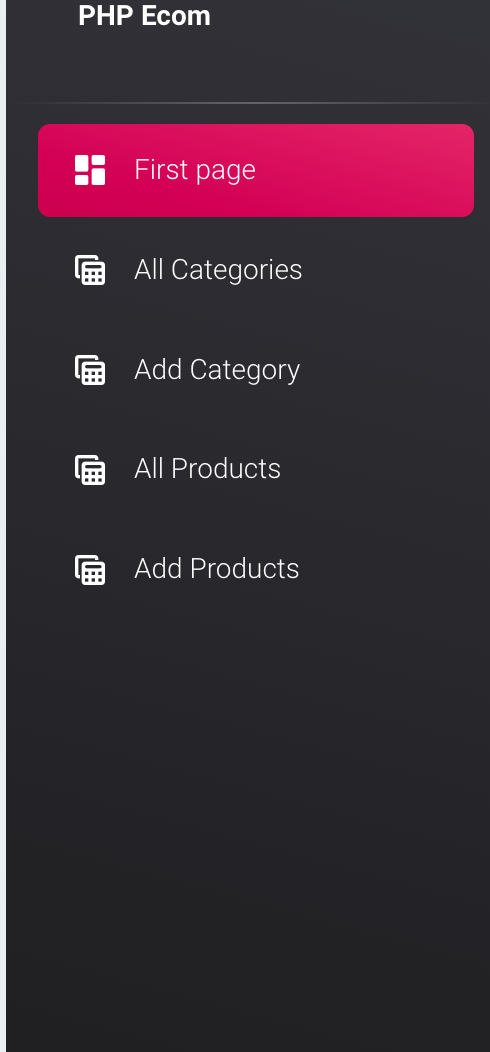 PHP Ecom
First page
All Categories
Add Category
All Products
Add Products